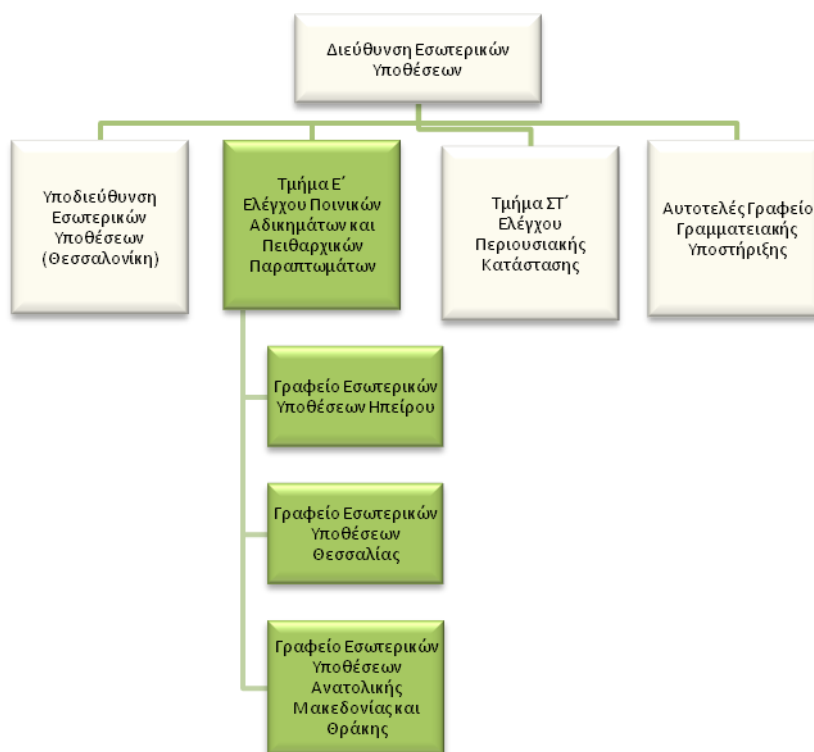 Διεύθυνση Εσωτερικών
Υποθέσεων
Υποδιεύθυνση
Εσωτερικών
Υποθέσεων
(Θεσσαλονίκη)
Τμήμα Ε΄
Ελέγχου Ποινικών
Αδικημάτων και
Πειθαρχικών
Παραπτωμάτων
Τμήμα ΣΤ΄
Ελέγχου
Περιουσιακής
Κατάστασης
Αυτοτελές Γραφείο
Γραμματειακής
Υποστήριξης
Γραφείο Εσωτερικών
Υποθέσεων Ηπείρου
Γραφείο Εσωτερικών
Υποθέσεων
Θεσσαλίας
Γραφείο Εσωτερικών
Υποθέσεων
Ανατολικής
Μακεδονίας και
Θράκης